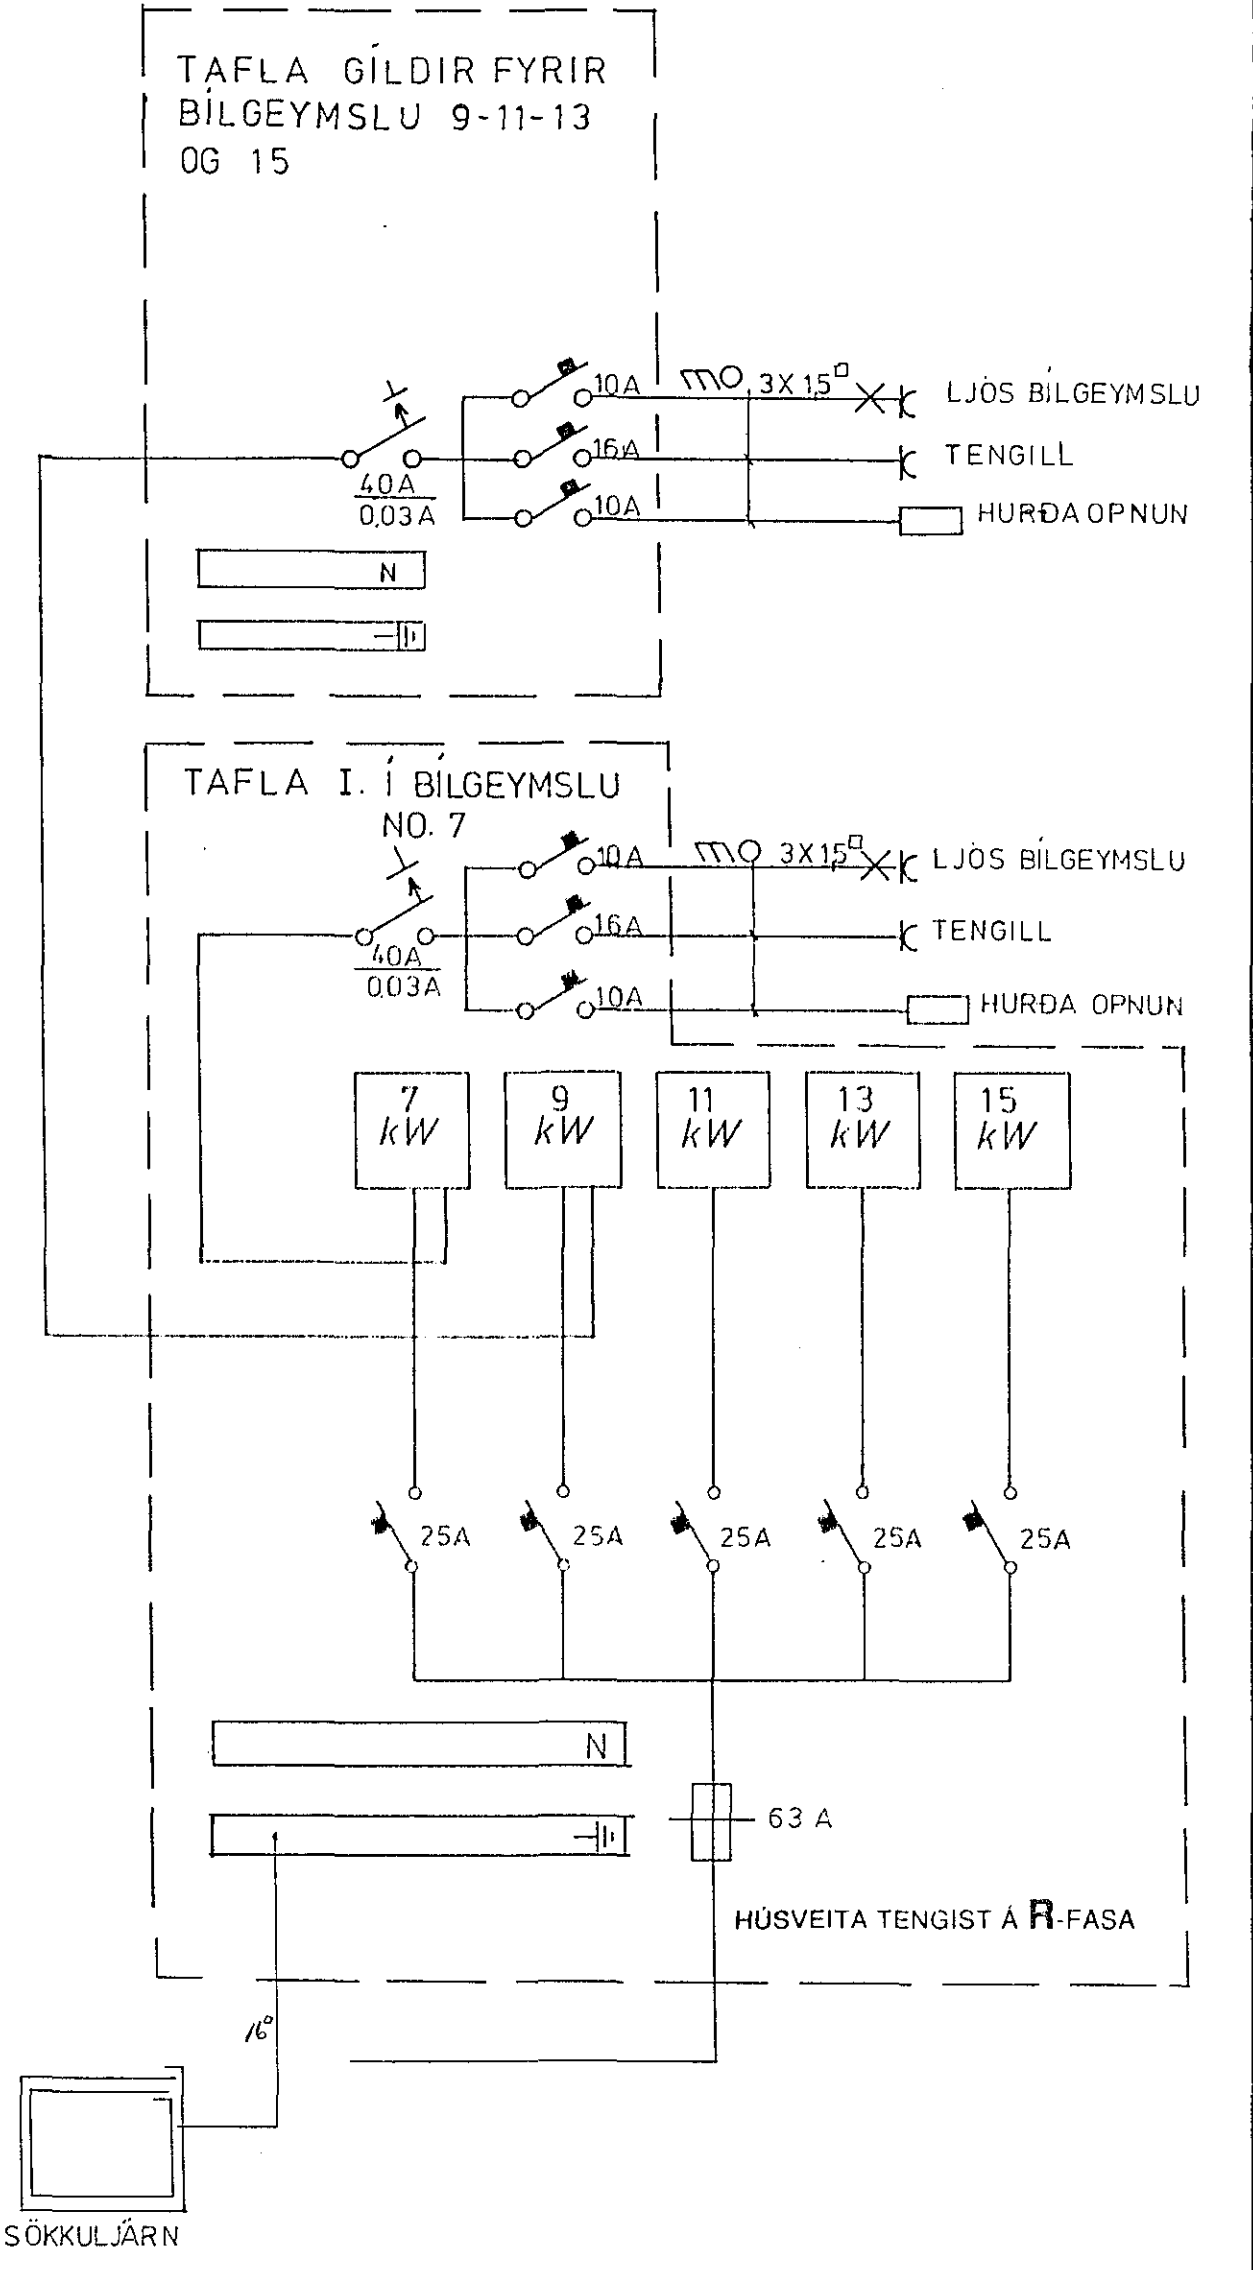 TAFLA GÍLDIR FYRIR
BÍLGEYMSLU 9-11-13
OG 15
10A 3X1,5□ LJÓS BÍLGEYMSLU
16A TENGILL
40A
0,03A
10A HURÐA OPNUN
N
TAFLA I. Í BÍLGEYMSLU
NO. 7
10A 3X1,5□ LJÓS BÍLGEYMSLU
16A TENGILL
40A
0,03A
10A HURÐA OPNUN
7 9 11 13 15
kW kW kW kW kW
25A 25A 25A 25A 25A
N
63 A
HÚSVEITA TENGIST Á R-FASA
16□
SÖKKULJÁRN